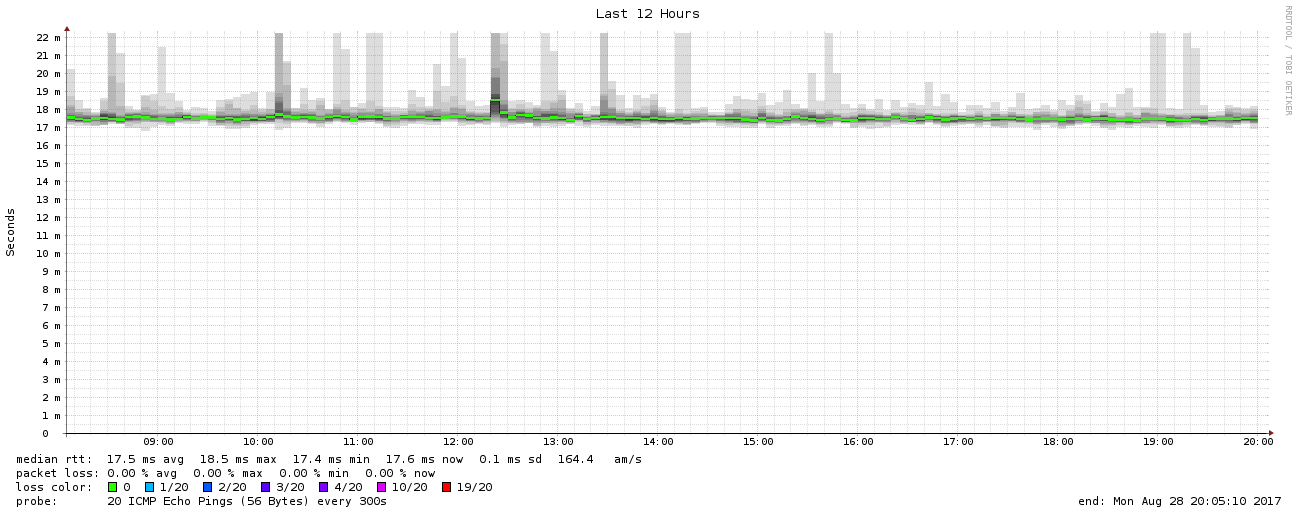 Last 12 Hours
RRDTOOL / TOBI OETIKER
Seconds
22 m
21 m
20 m
19 m
18 m
17 m
16 m
15 m
14 m
13 m
12 m
11 m
10 m
9 m
8 m
7 m
6 m
5 m
4 m
3 m
2 m
1 m
0
09:00 10:00 11:00 12:00 13:00 14:00 15:00 16:00 17:00 18:00 19:00 20:00
median rtt: 17.5 ms avg 18.5 ms max 17.4 ms min 17.6 ms now 0.1 ms sd 164.4 am/s
packet loss: 0.00 % avg 0.00 % max 0.00 % min 0.00 % now
loss color: 0 1/20 2/20 3/20 4/20 10/20 19/20
probe: 20 ICMP Echo Pings (56 Bytes) every 300s end: Mon Aug 28 20:05:10 2017